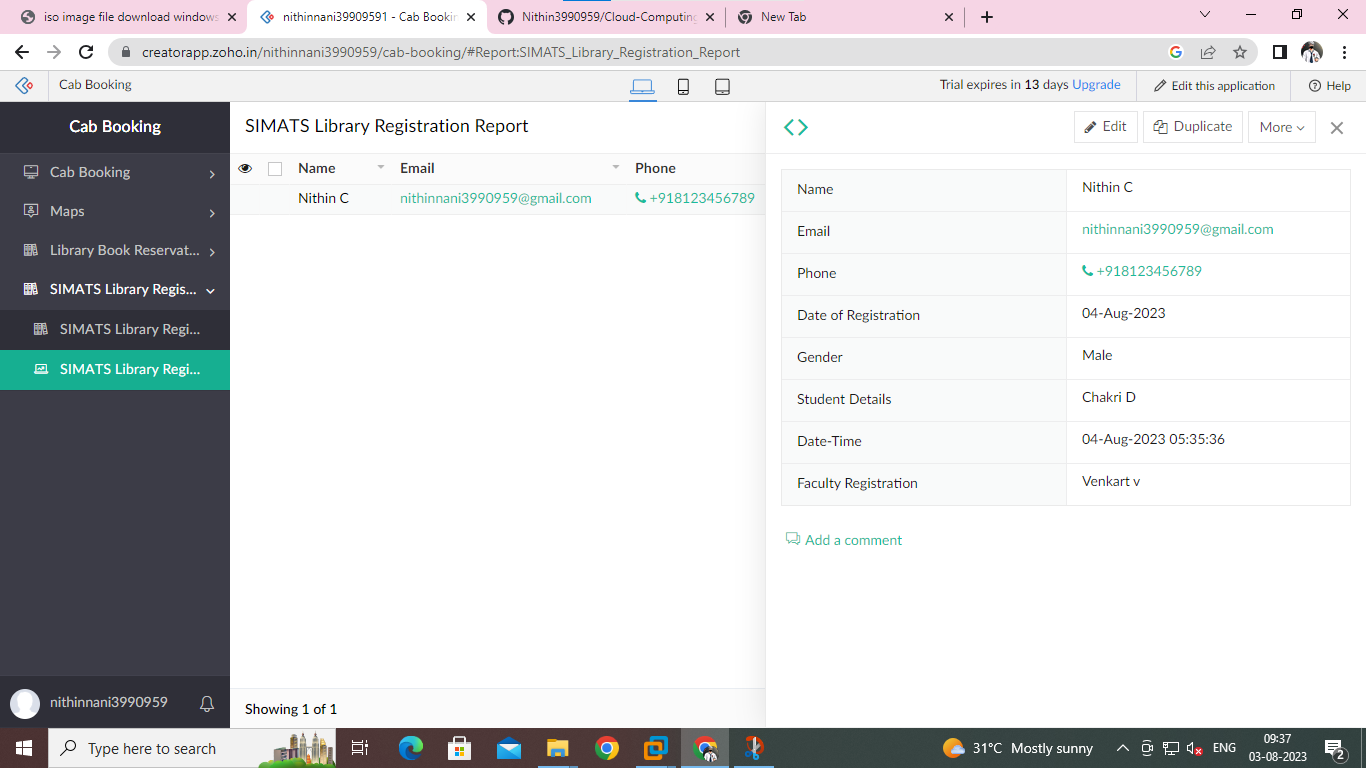 iso image file download windows
nithinnani39909591 - Cab Bookin
Nithin3990959/Cloud-Computing
New Tab
creatorapp.zoho.in/nithinnani3990959/cab-booking/#Report:SIMATS_Library_Registration_Report
Cab Booking
Trial expires in 13 days Upgrade
Edit this application
Help
Cab Booking
Cab Booking
Maps
Library Book Reservat...
SIMATS Library Regis...
SIMATS Library Regi...
SIMATS Library Regi...
nithinnani3990959
SIMATS Library Registration Report
Name Email Phone
Nithin C nithinnani3990959@gmail.com +918123456789
Showing 1 of 1
Edit Duplicate More
Name Nithin C
Email nithinnani3990959@gmail.com
Phone +918123456789
Date of Registration 04-Aug-2023
Gender Male
Student Details Chakri D
Date-Time 04-Aug-2023 05:35:36
Faculty Registration Venkart v
Add a comment
Type here to search
31°C Mostly sunny
ENG
09:37
03-08-2023
2